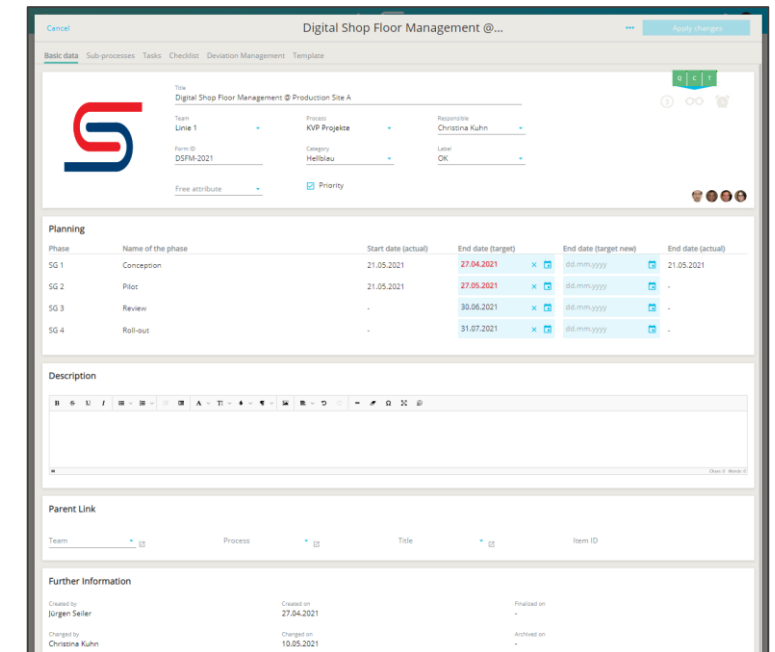 Cancel Digital Shop Floor Management @... ••• Apply changes
Basic data Sub-processes Tasks Checklist Deviation Management Template
Q C T
Title
Digital Shop Floor Management @ Production Site A
Team Process Responsible
Linie 1 KVP Projekte Christina Kuhn
Form ID Category Label
DSFM-2021 Hellblau OK
Free attribute Priority
Planning
Phase Name of the phase Start date (actual) End date (target) End date (target new) End date (actual)
SG 1 Conception 21.05.2021 27.04.2021 dd.mm.yyyy 21.05.2021
SG 2 Pilot 21.05.2021 27.05.2021 dd.mm.yyyy -
SG 3 Review - 30.06.2021 dd.mm.yyyy -
SG 4 Roll-out - 31.07.2021 dd.mm.yyyy -
Description
B S U I
Chars: 0 Words: 0
Parent Link
Team Process Title Item ID
Further Information
Created by Created on Finalized on
Jürgen Seiler 27.04.2021 -
Changed by Changed on Archived on
Christina Kuhn 10.05.2021 -